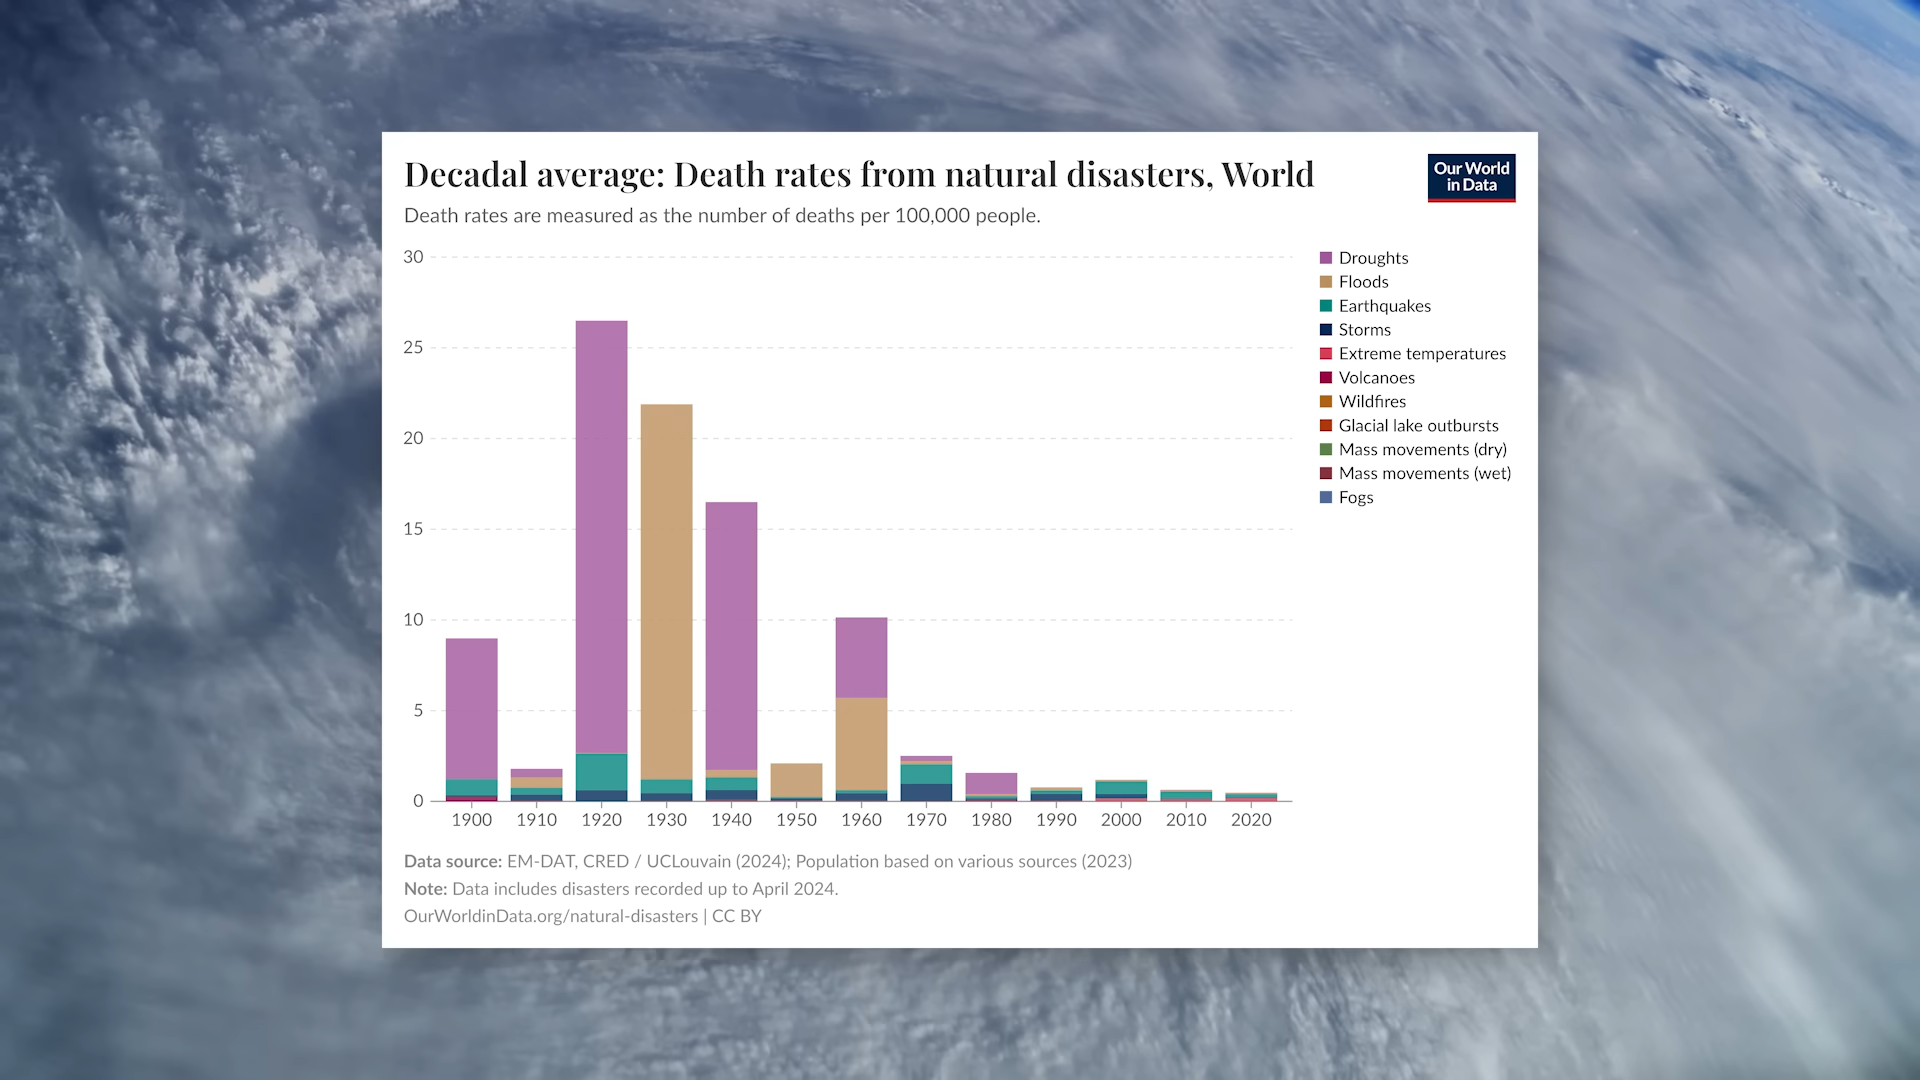 Decadal average: Death rates from natural disasters, World
Our World
in Data
Death rates are measured as the number of deaths per 100,000 people.
30
25
20
15
10
5
0
1900 1910 1920 1930 1940 1950 1960 1970 1980 1990 2000 2010 2020
Droughts
Floods
Earthquakes
Storms
Extreme temperatures
Volcanoes
Wildfires
Glacial lake outbursts
Mass movements (dry)
Mass movements (wet)
Fogs
Data source: EM-DAT, CRED / UCLouvain (2024); Population based on various sources (2023)
Note: Data includes disasters recorded up to April 2024.
OurWorldinData.org/natural-disasters | CC BY